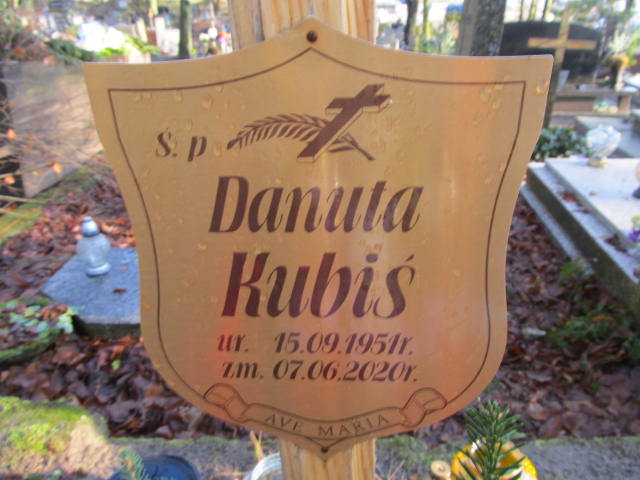 Ś. p
Danuta
Kubiś
ur. 15.09.1951r.
zm. 07.06.2020r.
AVE MARIA